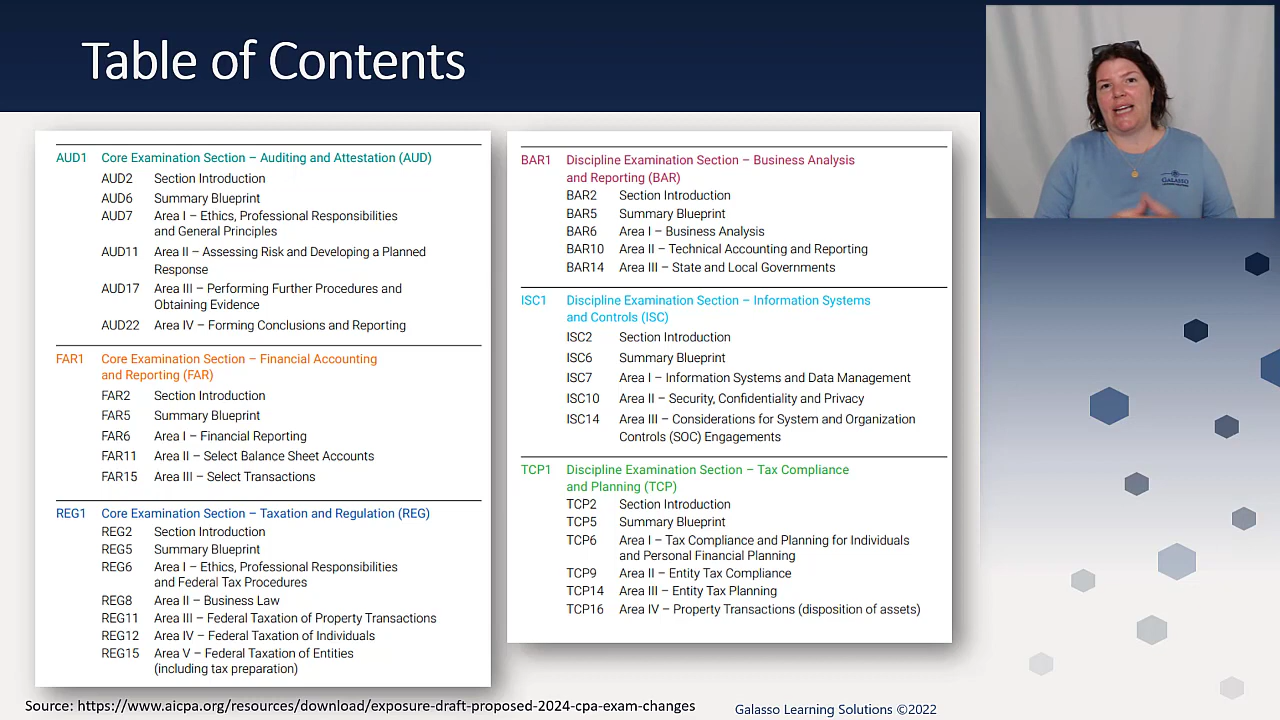 Table of Contents
AUD1 Core Examination Section – Auditing and Attestation (AUD)
AUD2 Section Introduction
AUD6 Summary Blueprint
AUD7 Area I – Ethics, Professional Responsibilities
and General Principles
AUD11 Area II – Assessing Risk and Developing a Planned
Response
AUD17 Area III – Performing Further Procedures and
Obtaining Evidence
AUD22 Area IV – Forming Conclusions and Reporting
FAR1 Core Examination Section – Financial Accounting
and Reporting (FAR)
FAR2 Section Introduction
FAR5 Summary Blueprint
FAR6 Area I – Financial Reporting
FAR11 Area II – Select Balance Sheet Accounts
FAR15 Area III – Select Transactions
REG1 Core Examination Section – Taxation and Regulation (REG)
REG2 Section Introduction
REG5 Summary Blueprint
REG6 Area I – Ethics, Professional Responsibilities
and Federal Tax Procedures
REG8 Area II – Business Law
REG11 Area III – Federal Taxation of Property Transactions
REG12 Area IV – Federal Taxation of Individuals
REG15 Area V – Federal Taxation of Entities
(including tax preparation)
BAR1 Discipline Examination Section – Business Analysis
and Reporting (BAR)
BAR2 Section Introduction
BAR5 Summary Blueprint
BAR6 Area I – Business Analysis
BAR10 Area II – Technical Accounting and Reporting
BAR14 Area III – State and Local Governments
ISC1 Discipline Examination Section – Information Systems
and Controls (ISC)
ISC2 Section Introduction
ISC6 Summary Blueprint
ISC7 Area I – Information Systems and Data Management
ISC10 Area II – Security, Confidentiality and Privacy
ISC14 Area III – Considerations for System and Organization
Controls (SOC) Engagements
TCP1 Discipline Examination Section – Tax Compliance
and Planning (TCP)
TCP2 Section Introduction
TCP5 Summary Blueprint
TCP6 Area I – Tax Compliance and Planning for Individuals
and Personal Financial Planning
TCP9 Area II – Entity Tax Compliance
TCP14 Area III – Entity Tax Planning
TCP16 Area IV – Property Transactions (disposition of assets)
Source: https://www.aicpa.org/resources/download/exposure-draft-proposed-2024-cpa-exam-changes
Galasso Learning Solutions ©2022
GALASSO